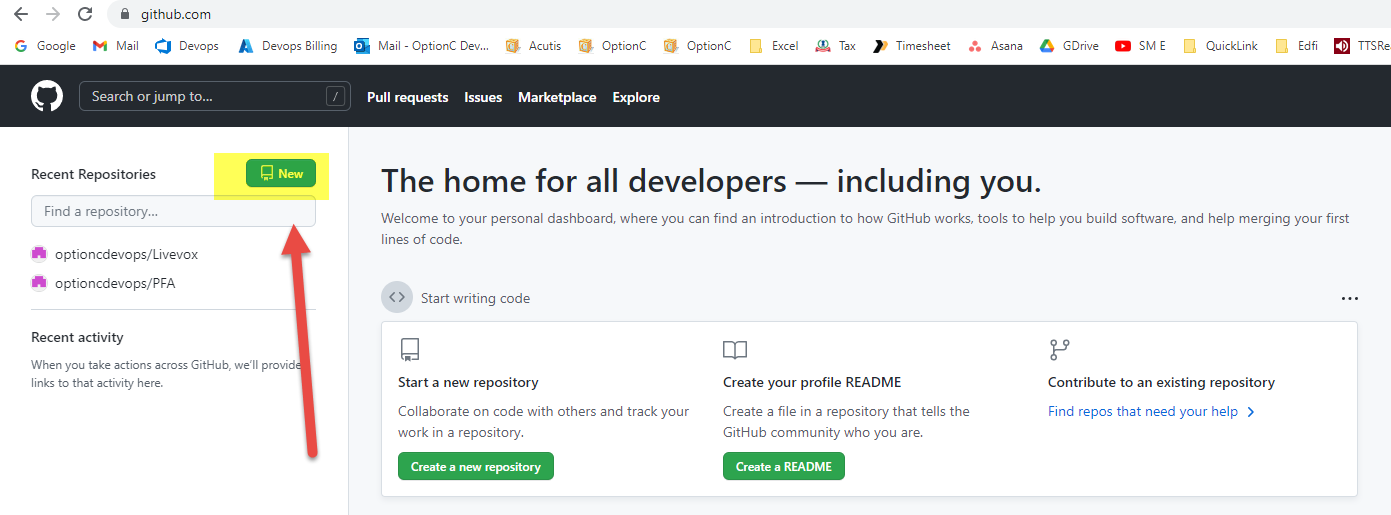 github.com
Google Mail Devops Devops Billing Mail - OptionC Dev... Acutis OptionC OptionC Excel Tax Timesheet Asana GDrive SM E QuickLink Edfi TTSRea
Search or jump to... / Pull requests Issues Marketplace Explore
Recent Repositories New
Find a repository...
optioncdevops/Livevox
optioncdevops/PFA
Recent activity
When you take actions across GitHub, we'll provide
links to that activity here.
The home for all developers — including you.
Welcome to your personal dashboard, where you can find an introduction to how GitHub works, tools to help you build software, and help merging your first
lines of code.
Start writing code
Start a new repository
Collaborate on code with others and track your
work in a repository.
Create a new repository
Create your profile README
Create a file in a repository that tells the
GitHub community who you are.
Create a README
Contribute to an existing repository
Find repos that need your help